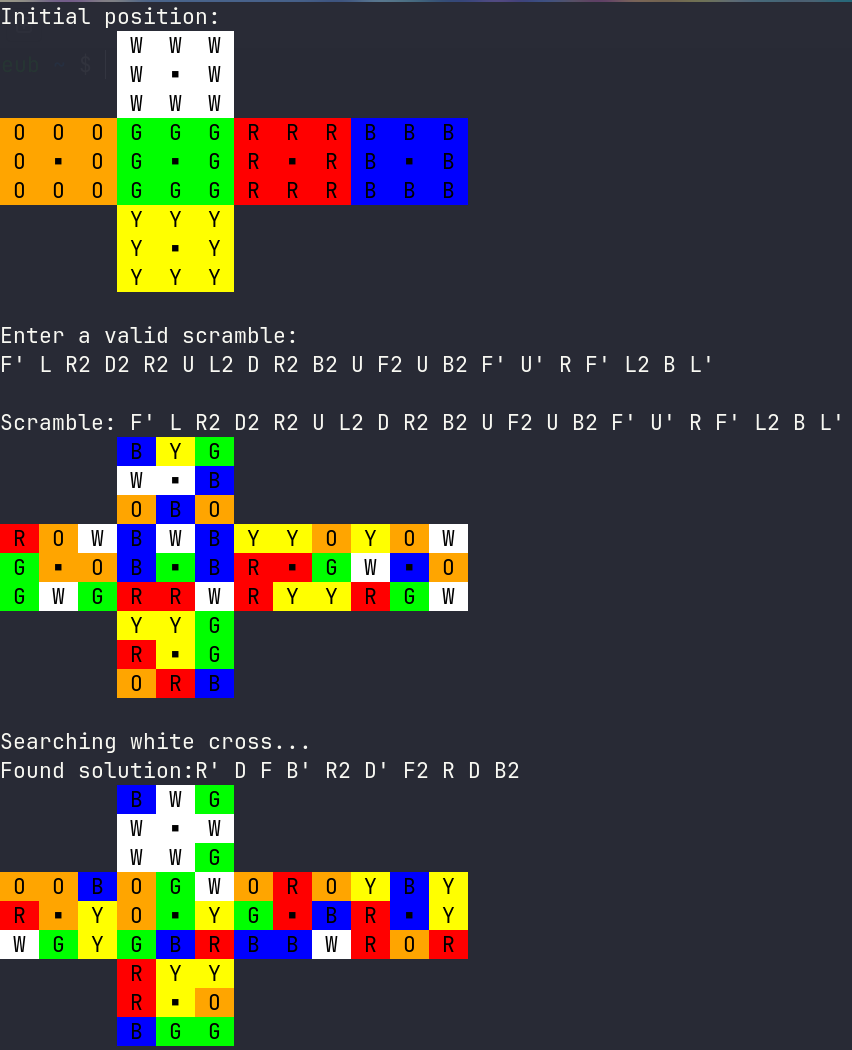 Initial position:
W W W
W ▪ W
W W W
O O O G G G R R R B B B
O ▪ O G ▪ G R ▪ R B ▪ B
O O O G G G R R R B B B
Y Y Y
Y ▪ Y
Y Y Y
Enter a valid scramble:
F' L R2 D2 R2 U L2 D R2 B2 U F2 U B2 F' U' R F' L2 B L'
Scramble: F' L R2 D2 R2 U L2 D R2 B2 U F2 U B2 F' U' R F' L2 B L'
B Y G
W ▪ B
O B O
R O W B W B Y Y O Y O W
G ▪ O B ▪ B R ▪ G W ▪ O
G W G R R W R Y Y R G W
Y Y G
R ▪ G
O R B
Searching white cross...
Found solution:R' D F B' R2 D' F2 R D B2
B W G
W ▪ W
W W G
O O B O G W O R O Y B Y
R ▪ Y O ▪ Y G ▪ B R ▪ Y
W G Y G B R B B W R O R
R Y Y
R ▪ O
B G G